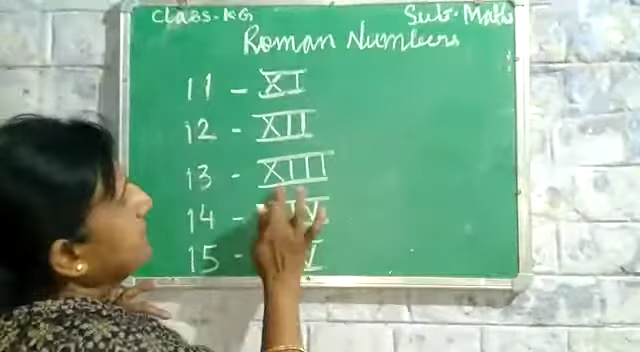 Class-KG Sub-Maths
Roman Numbers
11 - XI
12 - XII
13 - XIII
14 -
15 -